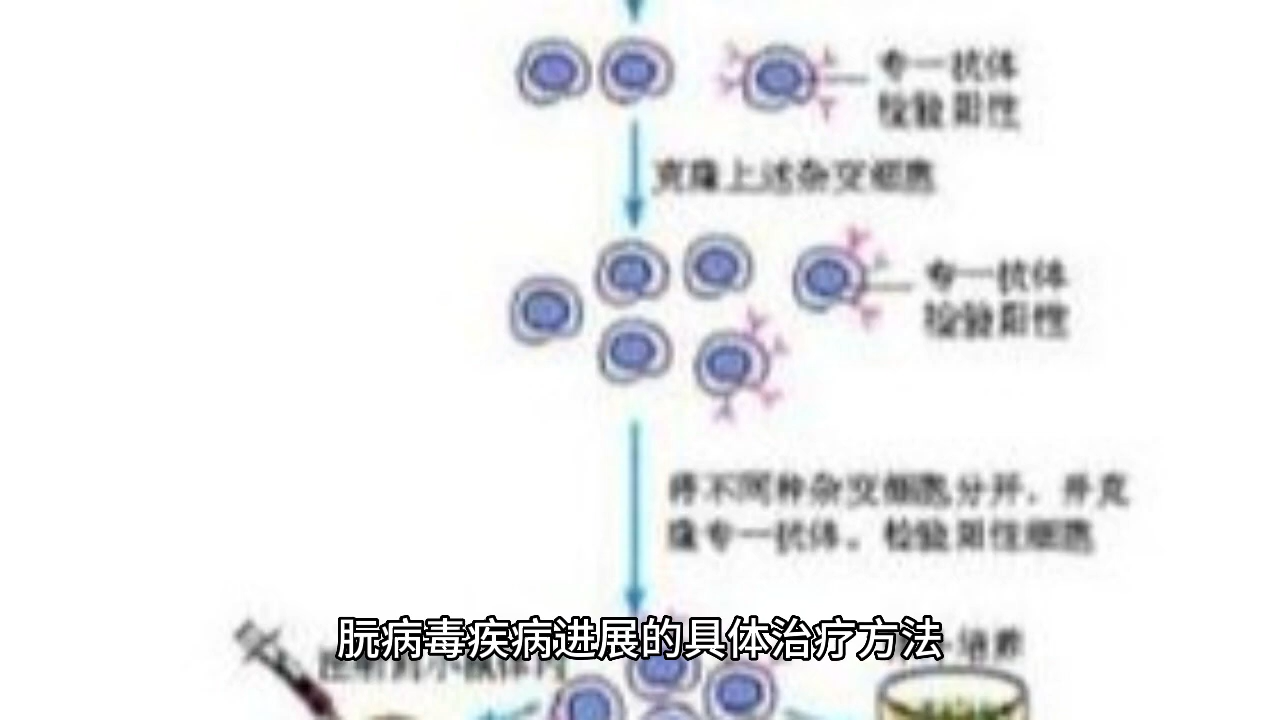 专一抗体
检验阳性
克隆上述杂交细胞
专一抗体
检验阳性
将不同种杂交细胞分开，并克
隆专一抗体，检验阳性细胞
朊病毒疾病进展的具体治疗方法
培养